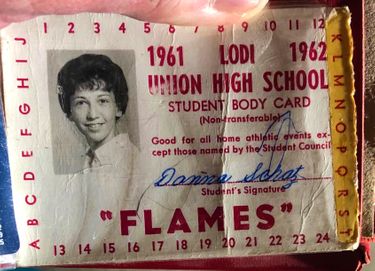 1 2 3 4 5 6 7 8 9 10 11 12
A B C D E F G H I J
K L M N O P Q R S T
1961 LODI 1962
UNION HIGH SCHOOL
STUDENT BODY CARD
(Non-transferable)
Good for all home athletic events ex-
cept those named by the Student Council
Danna Schatz
Student's Signature
"FLAMES"
13 14 15 16 17 18 19 20 21 22 23 24